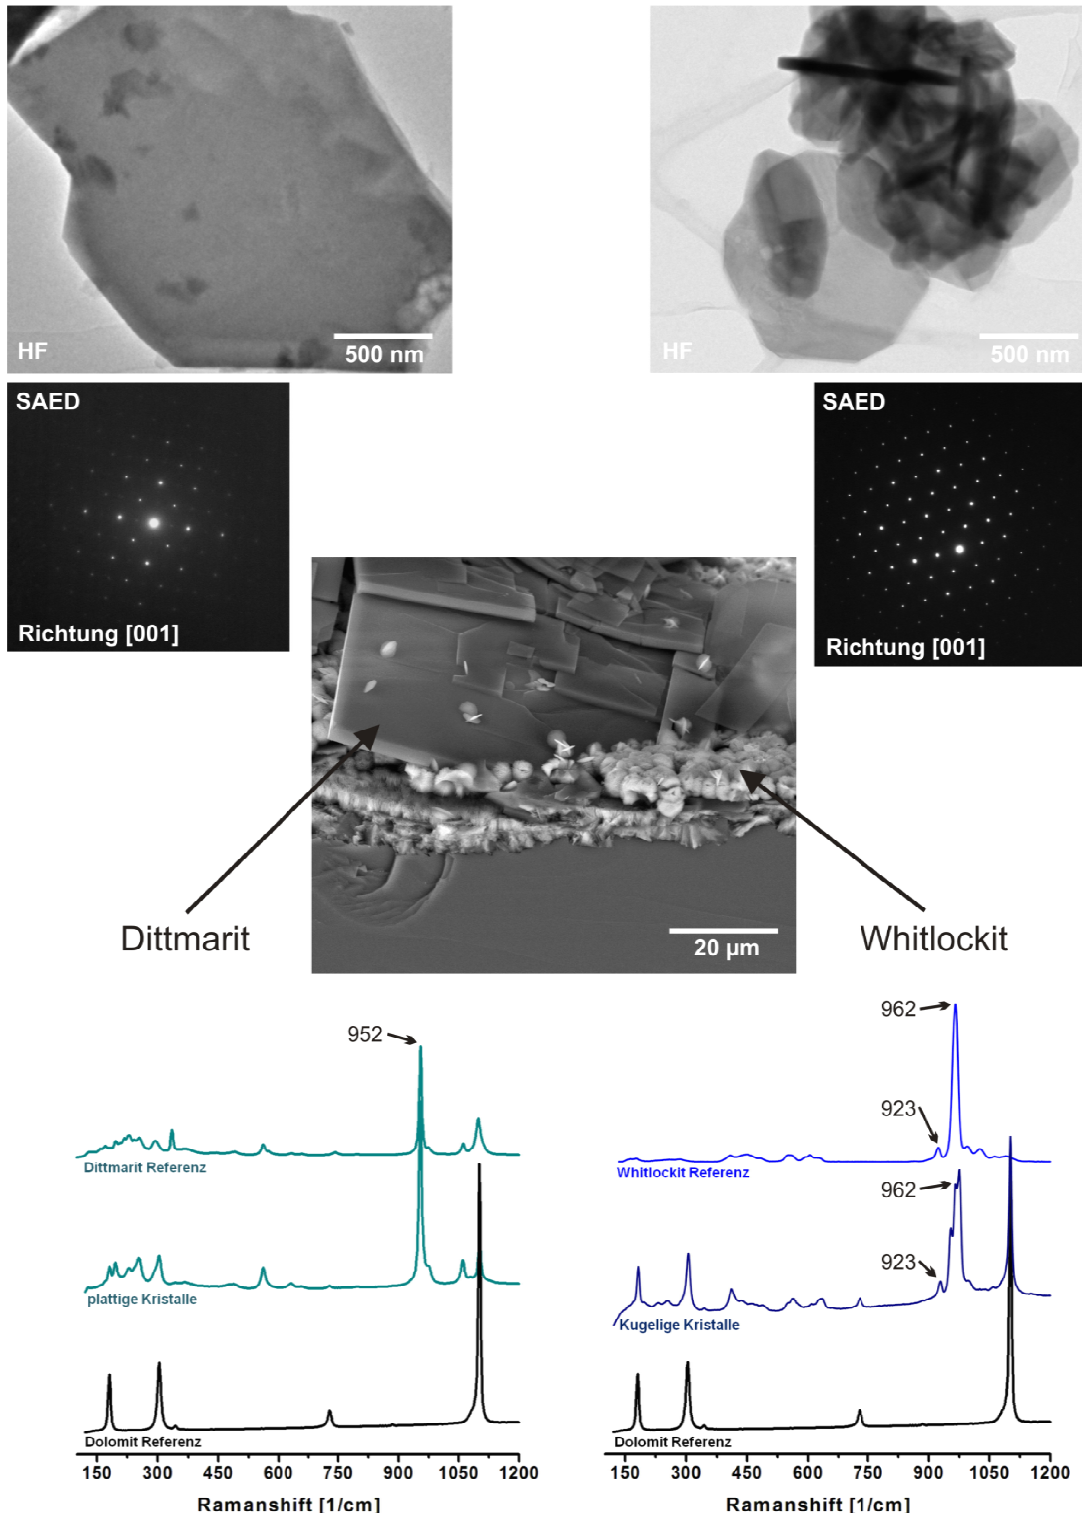 HF
500 nm
HF
500 nm
SAED
Richtung [001]
SAED
Richtung [001]
20 µm
Dittmarit
Whitlockit
952
Dittmarit Referenz
plattige Kristalle
Dolomit Referenz
150 300 450 600 750 900 1050 1200
Ramanshift [1/cm]
962
923
Whitlockit Referenz
962
923
Kugelige Kristalle
Dolomit Referenz
150 300 450 600 750 900 1050 1200
Ramanshift [1/cm]